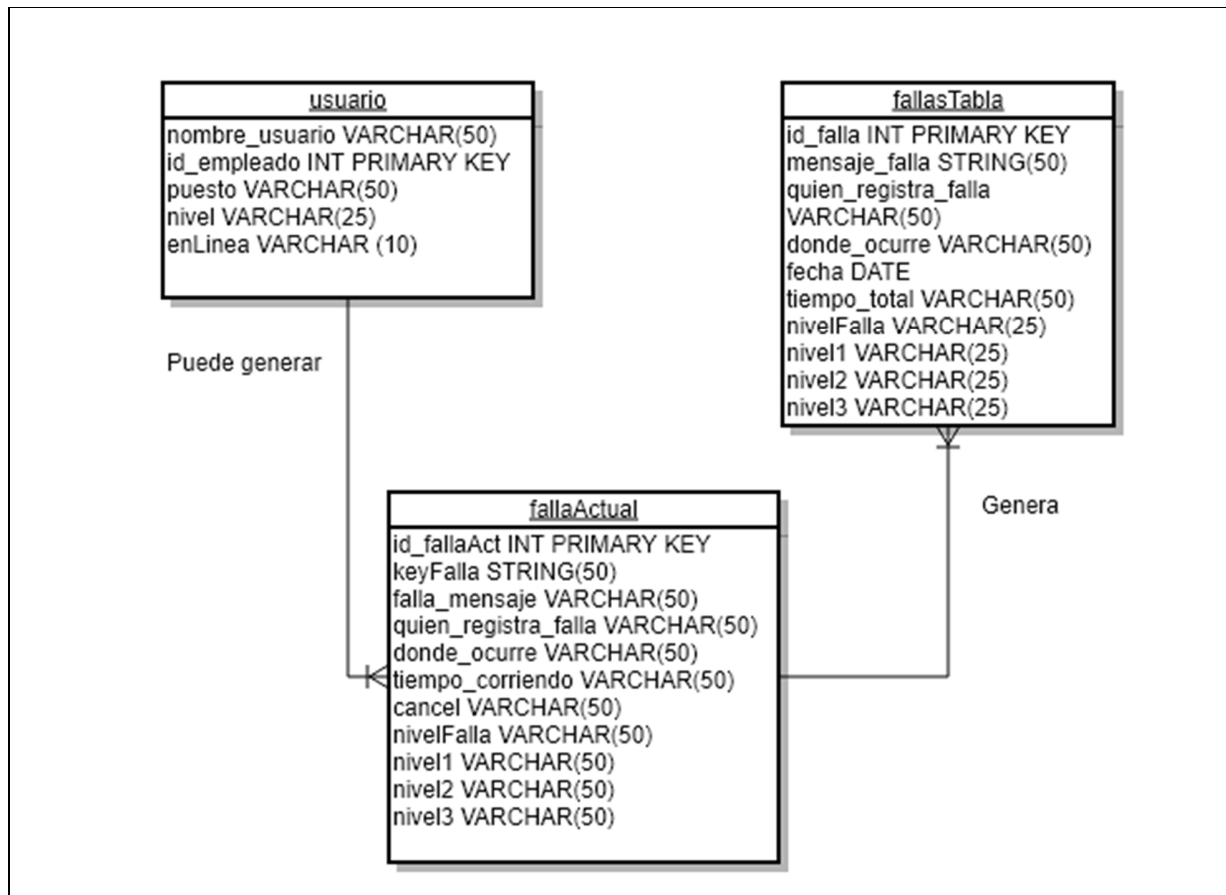 usuario
nombre_usuario VARCHAR(50)
id_empleado INT PRIMARY KEY
puesto VARCHAR(50)
nivel VARCHAR(25)
enLinea VARCHAR (10)
fallasTabla
id_falla INT PRIMARY KEY
mensaje_falla STRING(50)
quien_registra_falla
VARCHAR(50)
donde_ocurre VARCHAR(50)
fecha DATE
tiempo_total VARCHAR(50)
nivelFalla VARCHAR(25)
nivel1 VARCHAR(25)
nivel2 VARCHAR(25)
nivel3 VARCHAR(25)
Puede generar
Genera
fallaActual
id_fallaAct INT PRIMARY KEY
keyFalla STRING(50)
falla_mensaje VARCHAR(50)
quien_registra_falla VARCHAR(50)
donde_ocurre VARCHAR(50)
tiempo_corriendo VARCHAR(50)
cancel VARCHAR(50)
nivelFalla VARCHAR(50)
nivel1 VARCHAR(50)
nivel2 VARCHAR(50)
nivel3 VARCHAR(50)